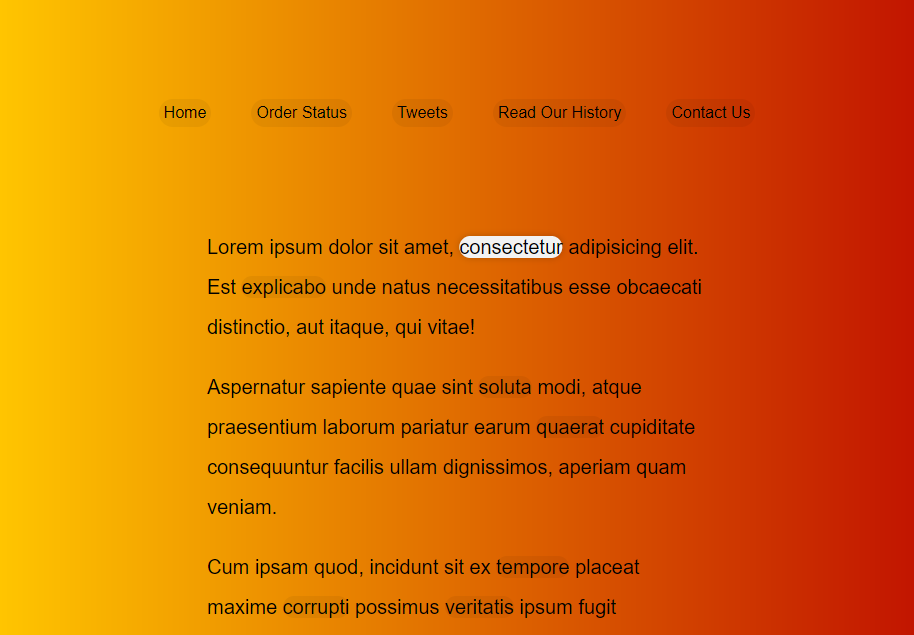 Home Order Status Tweets Read Our History Contact Us
Lorem ipsum dolor sit amet, consectetur adipisicing elit.
Est explicabo unde natus necessitatibus esse obcaecati
distinctio, aut itaque, qui vitae!
Aspernatur sapiente quae sint soluta modi, atque
praesentium laborum pariatur earum quaerat cupiditate
consequuntur facilis ullam dignissimos, aperiam quam
veniam.
Cum ipsam quod, incidunt sit ex tempore placeat
maxime corrupti possimus veritatis ipsum fugit